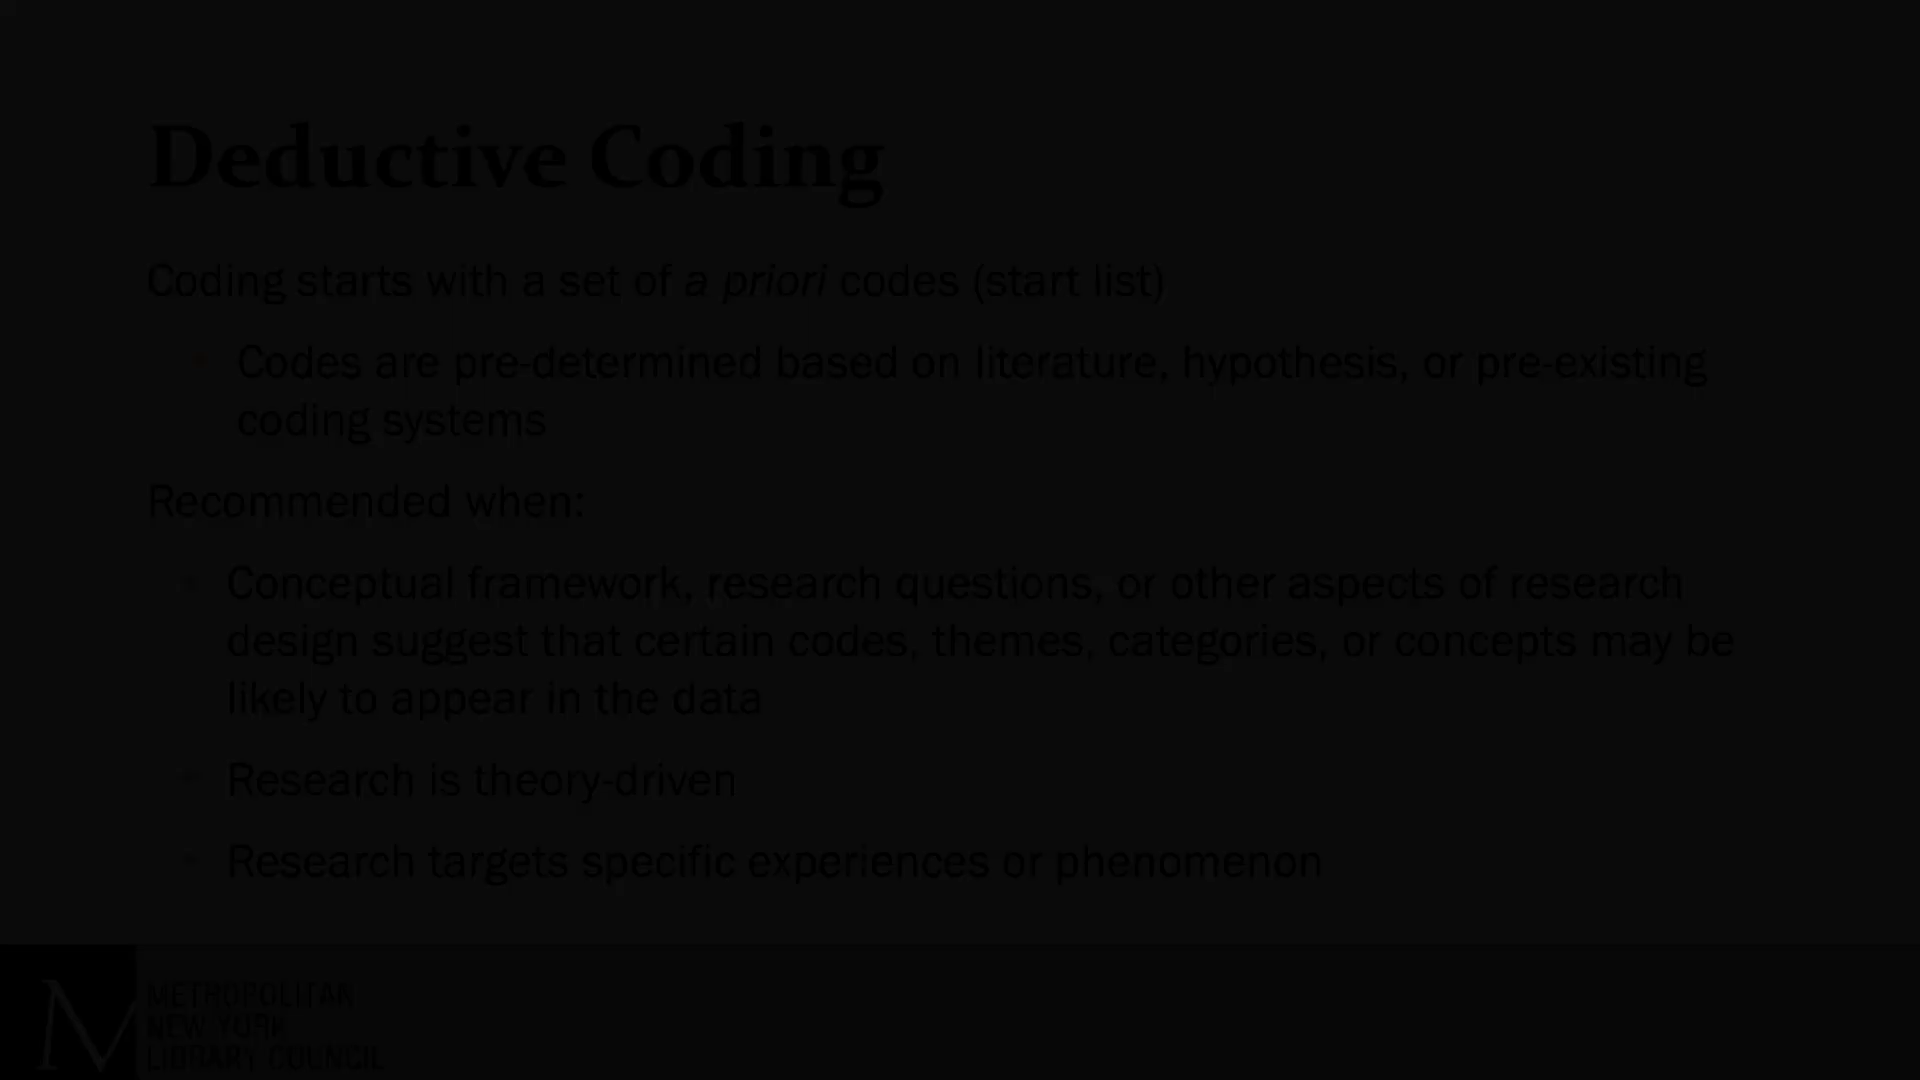 Deductive Coding
Coding starts with a set of a priori codes (start list)
Codes are pre-determined based on literature, hypothesis, or pre-existing
coding systems
Recommended when:
Conceptual framework, research questions, or other aspects of research
design suggest that certain codes, themes, categories, or concepts may be
likely to appear in the data
Research is theory-driven
Research targets specific experiences or phenomenon
M
METROPOLITAN
NEW YORK
LIBRARY COUNCIL